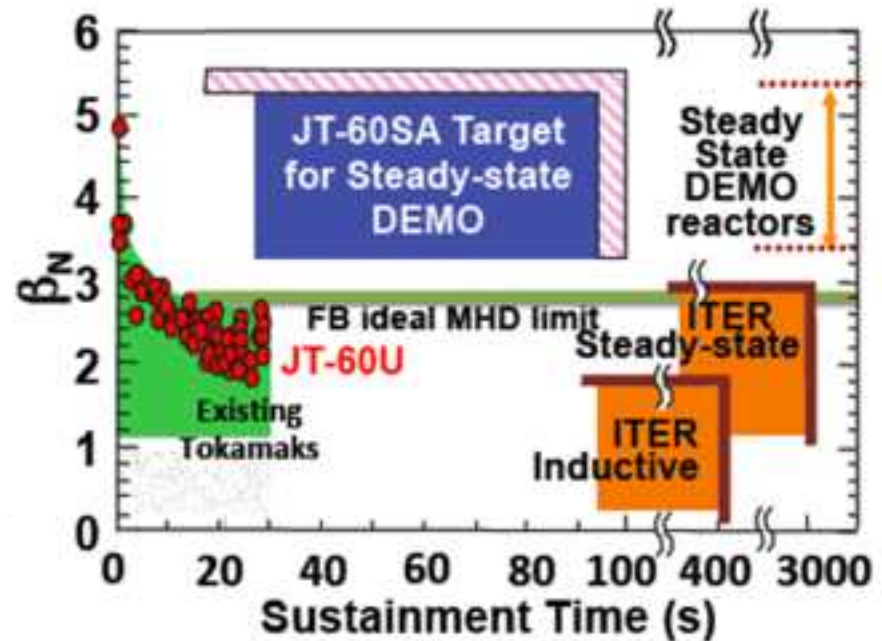 6
5
4
3
2
1
0
βN
JT-60SA Target
for Steady-state
DEMO
Steady
State
DEMO
reactors
FB ideal MHD limit
JT-60U
Existing
Tokamaks
ITER
Steady-state
ITER
Inductive
0 20 40 60 80 100 400 3000
Sustainment Time (s)